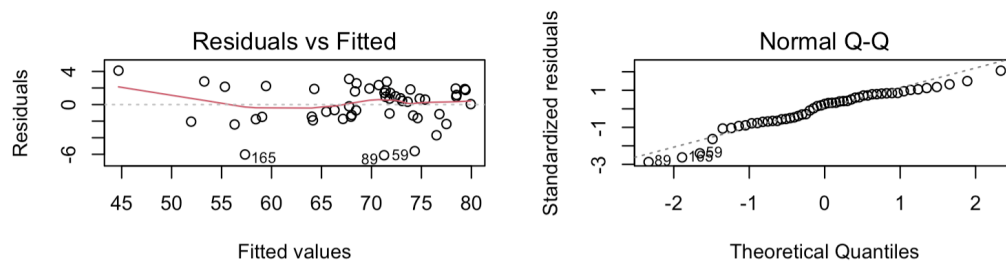 Residuals vs Fitted
Residuals
4
0
-6
165
89
59
45 50 55 60 65 70 75 80
Fitted values
Normal Q-Q
Standardized residuals
1
-1
-3
89
165
59
-2 -1 0 1 2
Theoretical Quantiles